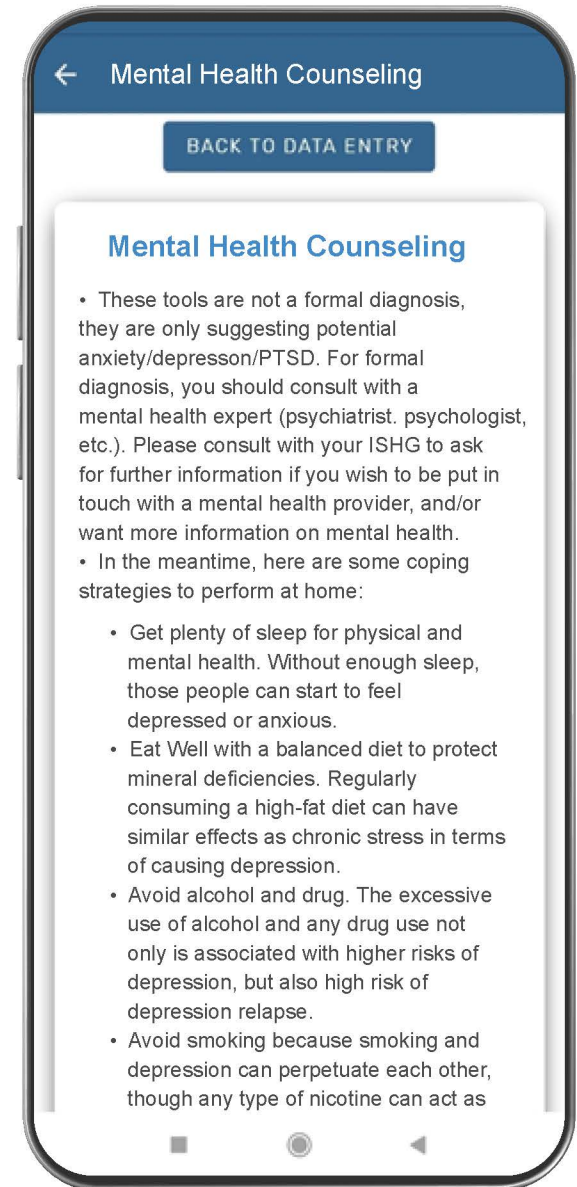 Mental Health Counseling
BACK TO DATA ENTRY
Mental Health Counseling
• These tools are not a formal diagnosis,
they are only suggesting potential
anxiety/depresson/PTSD. For formal
diagnosis, you should consult with a
mental health expert (psychiatrist. psychologist,
etc.). Please consult with your ISHG to ask
for further information if you wish to be put in
touch with a mental health provider, and/or
want more information on mental health.
• In the meantime, here are some coping
strategies to perform at home:
• Get plenty of sleep for physical and
mental health. Without enough sleep,
those people can start to feel
depressed or anxious.
• Eat Well with a balanced diet to protect
mineral deficiencies. Regularly
consuming a high-fat diet can have
similar effects as chronic stress in terms
of causing depression.
• Avoid alcohol and drug. The excessive
use of alcohol and any drug use not
only is associated with higher risks of
depression, but also high risk of
depression relapse.
• Avoid smoking because smoking and
depression can perpetuate each other,
though any type of nicotine can act as